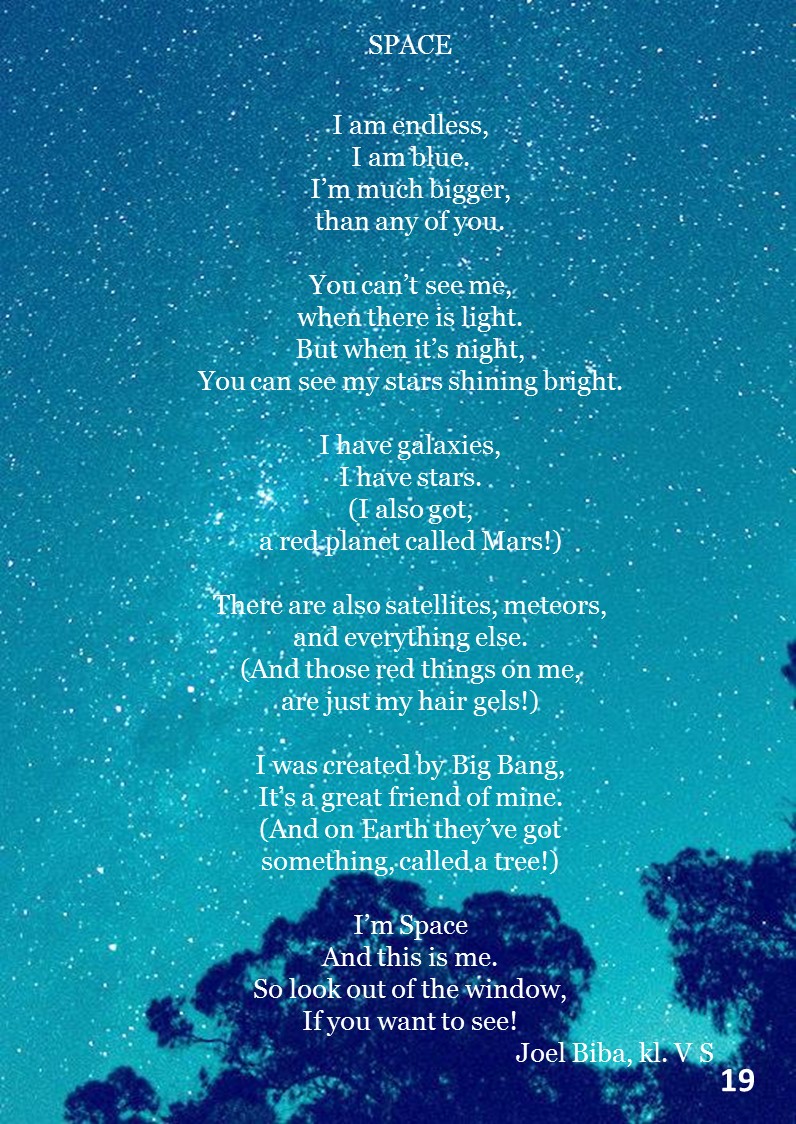 SPACE
I am endless,
I am blue.
I'm much bigger,
than any of you.
You can't see me,
when there is light.
But when it's night,
You can see my stars shining bright.
I have galaxies,
I have stars.
(I also got,
a red planet called Mars!)
There are also satellites, meteors,
and everything else.
(And those red things on me,
are just my hair gels!)
I was created by Big Bang,
It's a great friend of mine.
(And on Earth they've got
something, called a tree!)
I'm Space
And this is me.
So look out of the window,
If you want to see!
Joel Biba, kl. V S
19